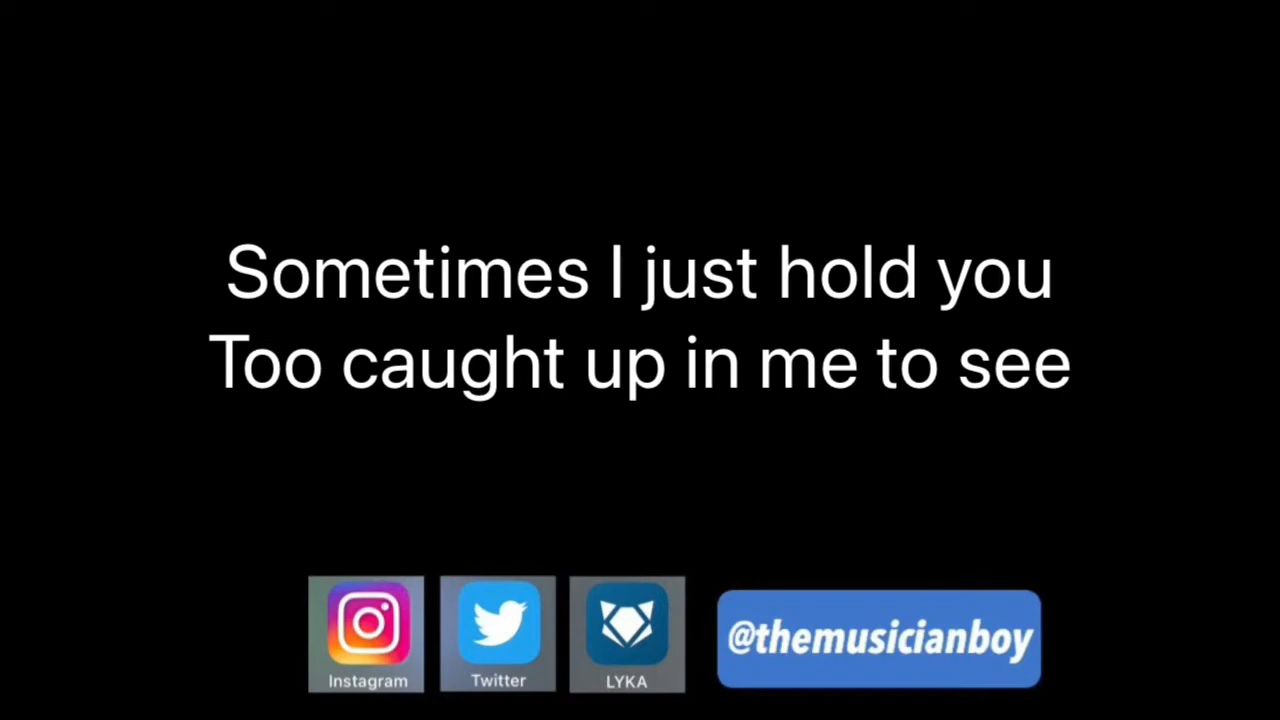 Sometimes I just hold you
Too caught up in me to see
Instagram
Twitter
LYKA
@themusicianboy